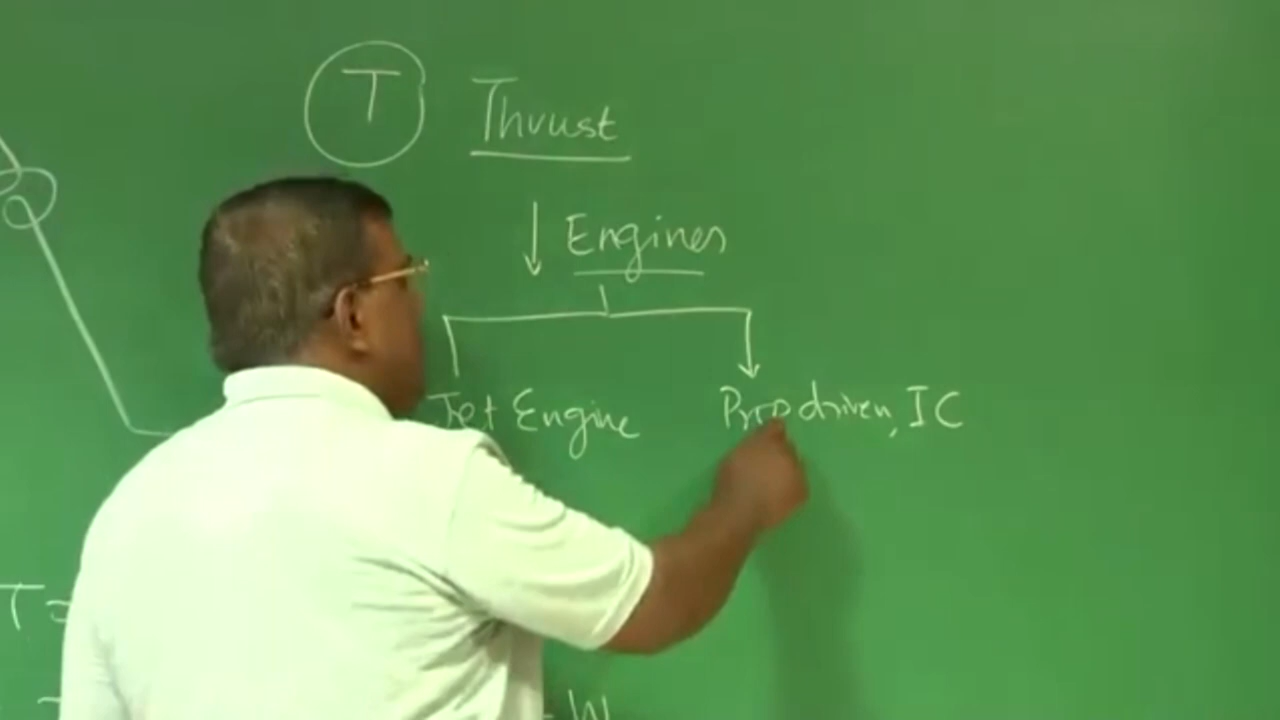 T Thrust
Engines
Jet Engine Prop driven, IC
T =
W